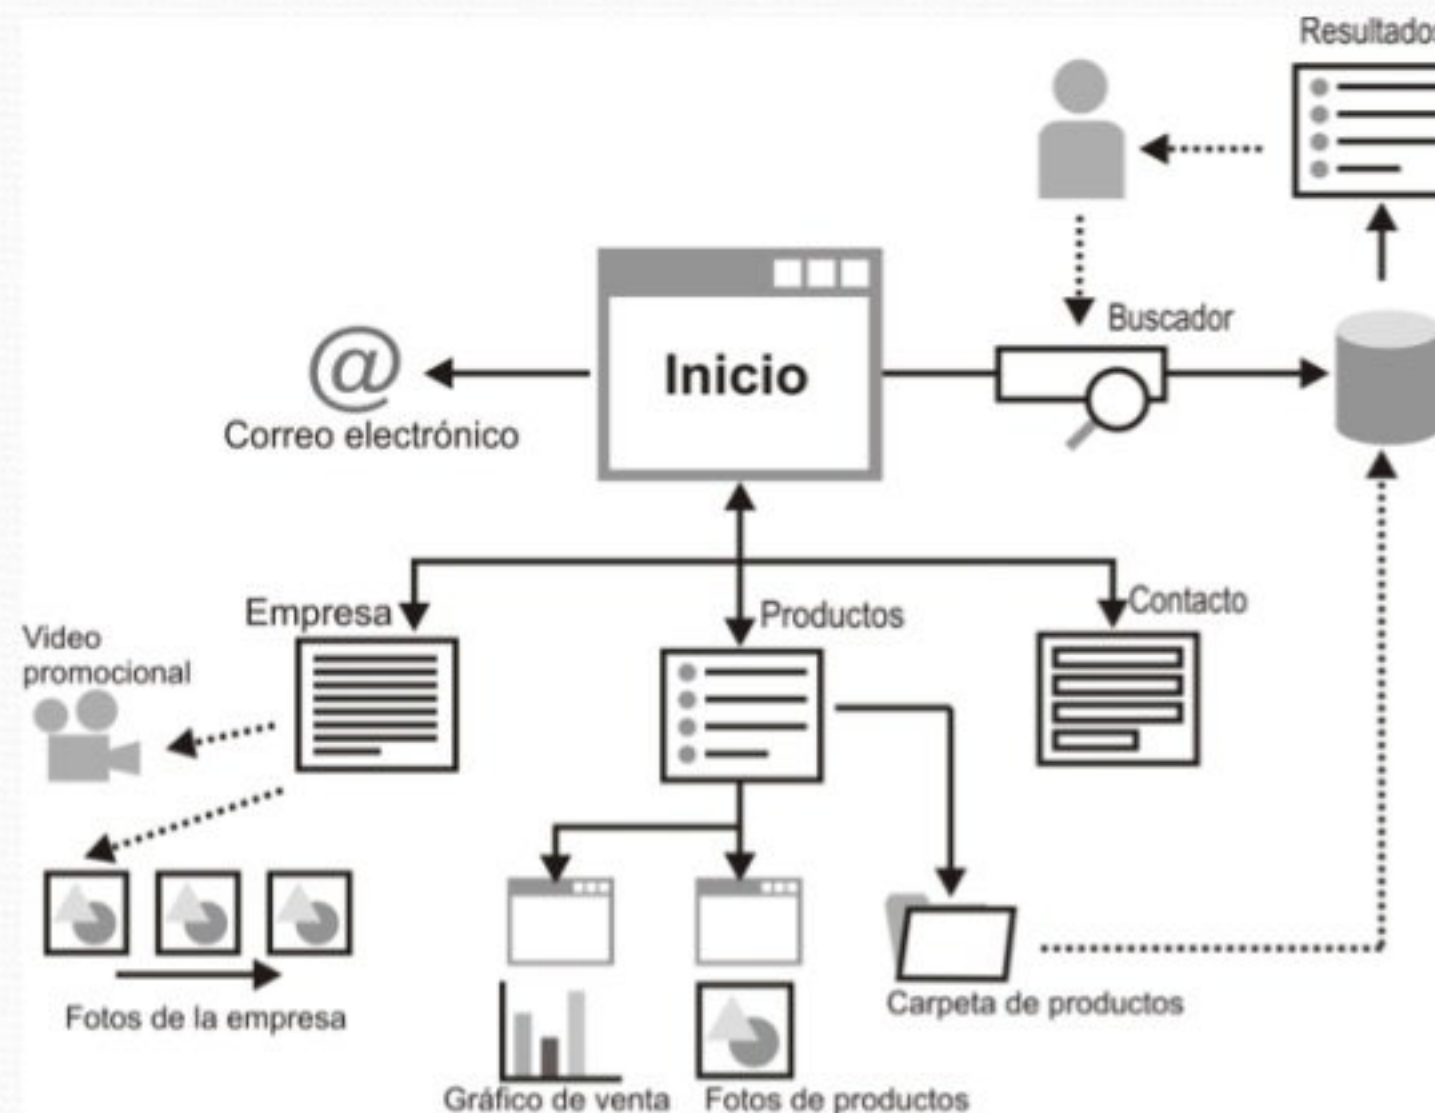 Resultados
Buscador
@
Inicio
Correo electrónico
Empresa
Productos
Contacto
Video
promocional
Fotos de la empresa
Carpeta de productos
Gráfico de venta
Fotos de productos